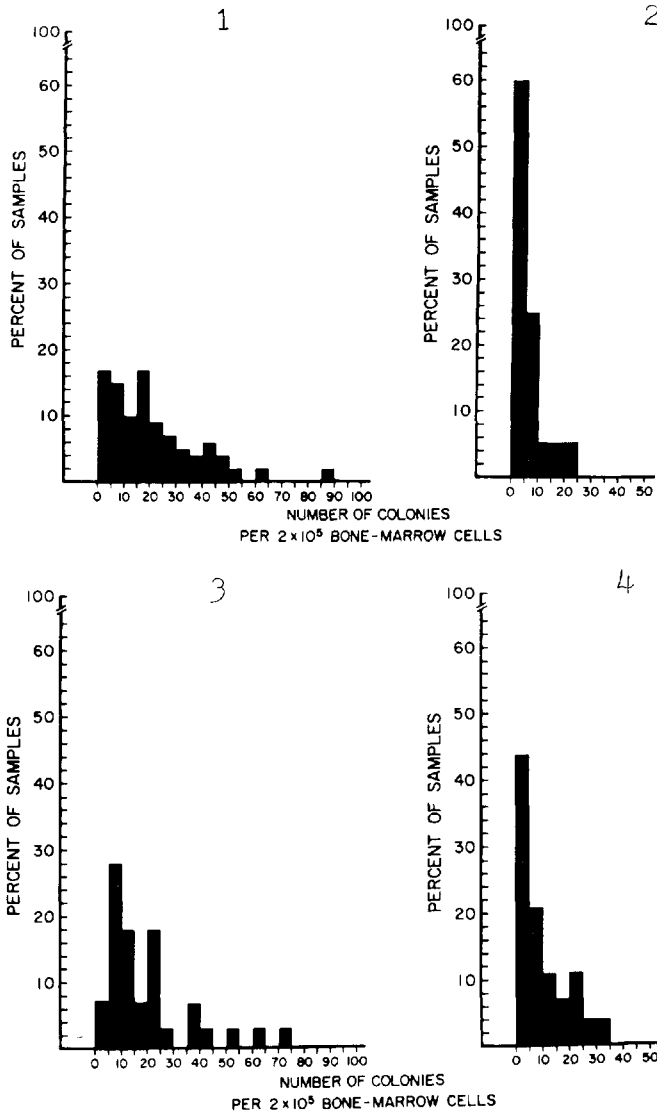 1
100
60
50
40
30
20
10
PERCENT OF SAMPLES
0 10 20 30 40 50 60 70 80 90 100
NUMBER OF COLONIES
PER 2×10⁵ BONE-MARROW CELLS
2
100
60
50
40
30
20
10
PERCENT OF SAMPLES
0 10 20 30 40 50
3
100
60
50
40
30
20
10
PERCENT OF SAMPLES
0 10 20 30 40 50 60 70 80 90 100
NUMBER OF COLONIES
PER 2×10⁵ BONE-MARROW CELLS
4
100
60
50
40
30
20
10
PERCENT OF SAMPLES
0 10 20 30 40 50